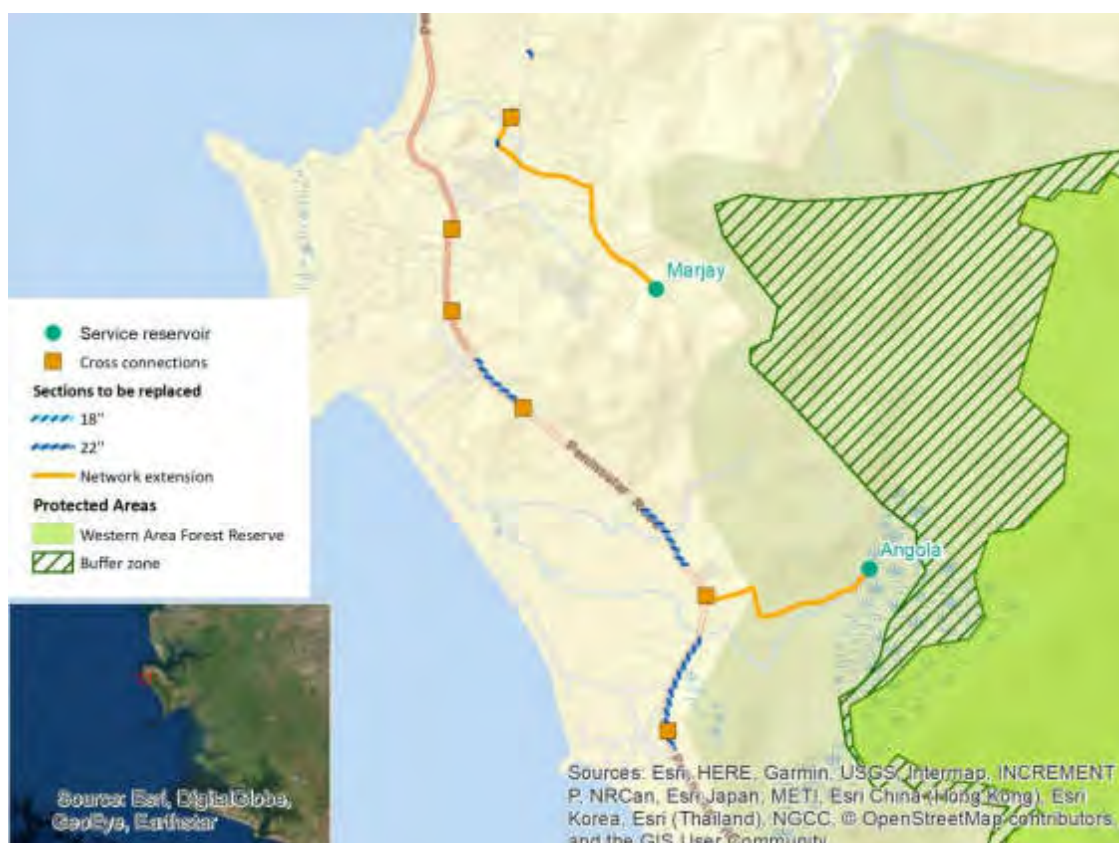 Marjay
Angola
Peninsular Road
Service reservoir
Cross connections
Sections to be replaced
18"
22"
Network extension
Protected Areas
Western Area Forest Reserve
Buffer zone
Source: Esri, DigitalGlobe,
GeoEye, Earthstar
Sources: Esri, HERE, Garmin, USGS, Intermap, INCREMENT
P, NRCan, Esri Japan, METI, Esri China (Hong Kong), Esri
Korea, Esri (Thailand), NGCC, © OpenStreetMap contributors,
and the GIS User Community